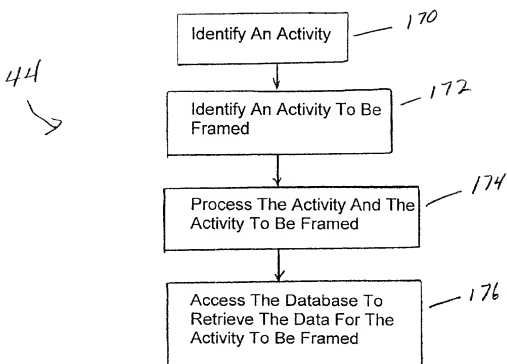 Identify An Activity
170
44
Identify An Activity To Be
Framed
172
Process The Activity And The
Activity To Be Framed
174
Access The Database To
Retrieve The Data For The
Activity To Be Framed
176